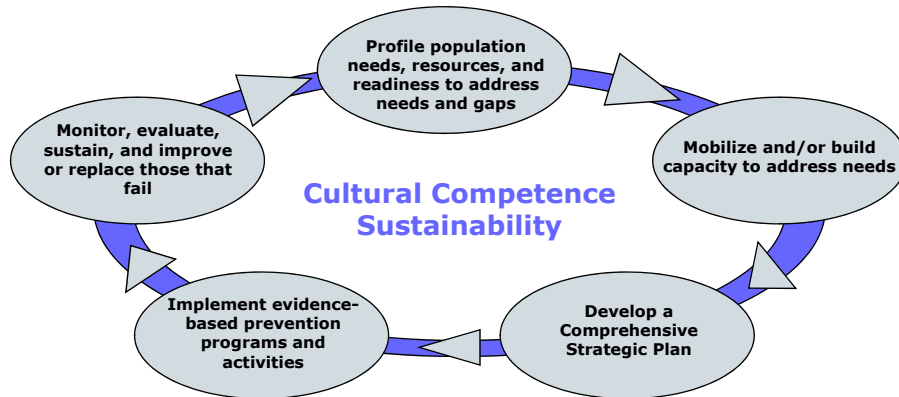 Profile population
needs, resources, and
readiness to address
needs and gaps
Mobilize and/or build
capacity to address needs
Develop a
Comprehensive
Strategic Plan
Implement evidence-
based prevention
programs and
activities
Monitor, evaluate,
sustain, and improve
or replace those that
fail
Cultural Competence
Sustainability